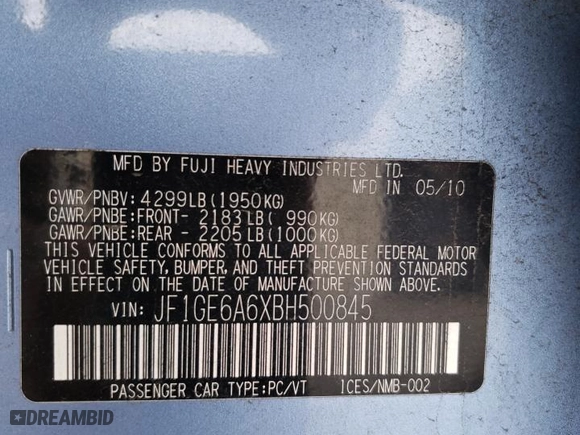 MFD BY FUJI HEAVY INDUSTRIES LTD.
MFD IN 05/10
GVWR/PNBV: 4299LB(1950KG)
GAWR/PNBE:FRONT- 2183LB( 990KG)
GAWR/PNBE:REAR - 2205LB(1000KG)
THIS VEHICLE CONFORMS TO ALL APPLICABLE FEDERAL MOTOR
VEHICLE SAFETY, BUMPER, AND THEFT PREVENTION STANDARDS
IN EFFECT ON THE DATE OF MANUFACTURE SHOWN ABOVE.
VIN: JF1GE6A6XBH500845
PASSENGER CAR TYPE:PC/VT ICES/NMB-002
DREAMBID